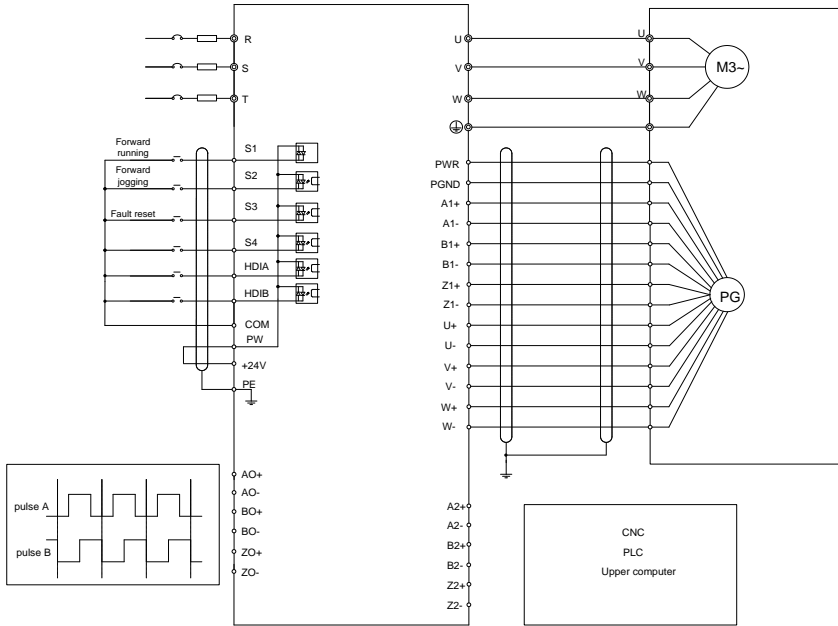 R
S
T
Forward
running
Forward
jogging
Fault reset
S1
S2
S3
S4
HDIA
HDIB
COM
PW
+24V
PE
U
V
W
U
V
W
M3~
PWR
PGND
A1+
A1-
B1+
B1-
Z1+
Z1-
U+
U-
V+
V-
W+
W-
PG
pulse A
pulse B
AO+
AO-
BO+
BO-
ZO+
ZO-
A2+
A2-
B2+
B2-
Z2+
Z2-
CNC
PLC
Upper computer